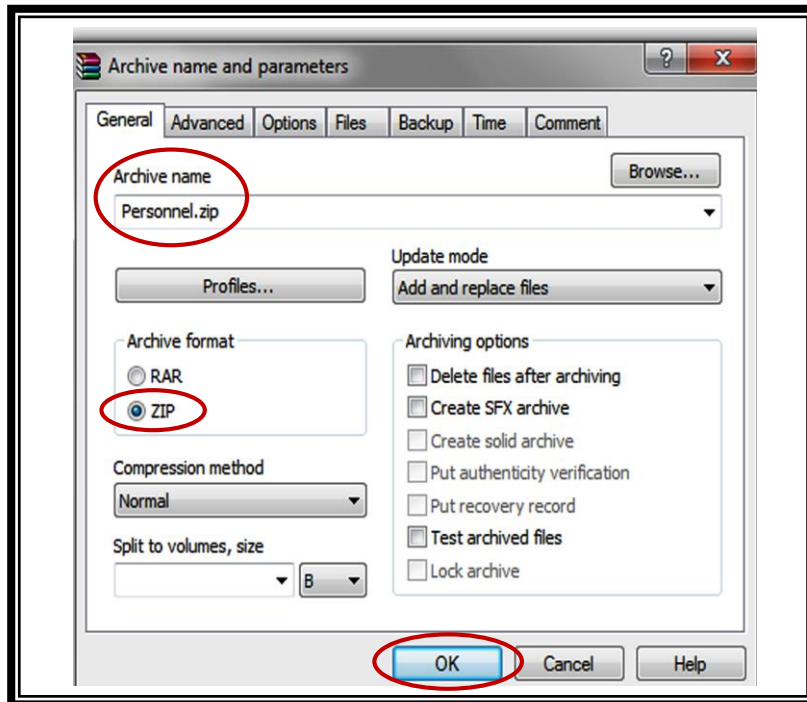 Archive name and parameters
General Advanced Options Files Backup Time Comment
Archive name
Browse...
Personnel.zip
Update mode
Profiles...
Add and replace files
Archive format
Archiving options
RAR
Delete files after archiving
ZIP
Create SFX archive
Create solid archive
Compression method
Put authenticity verification
Normal
Put recovery record
Split to volumes, size
Test archived files
B
Lock archive
OK Cancel Help